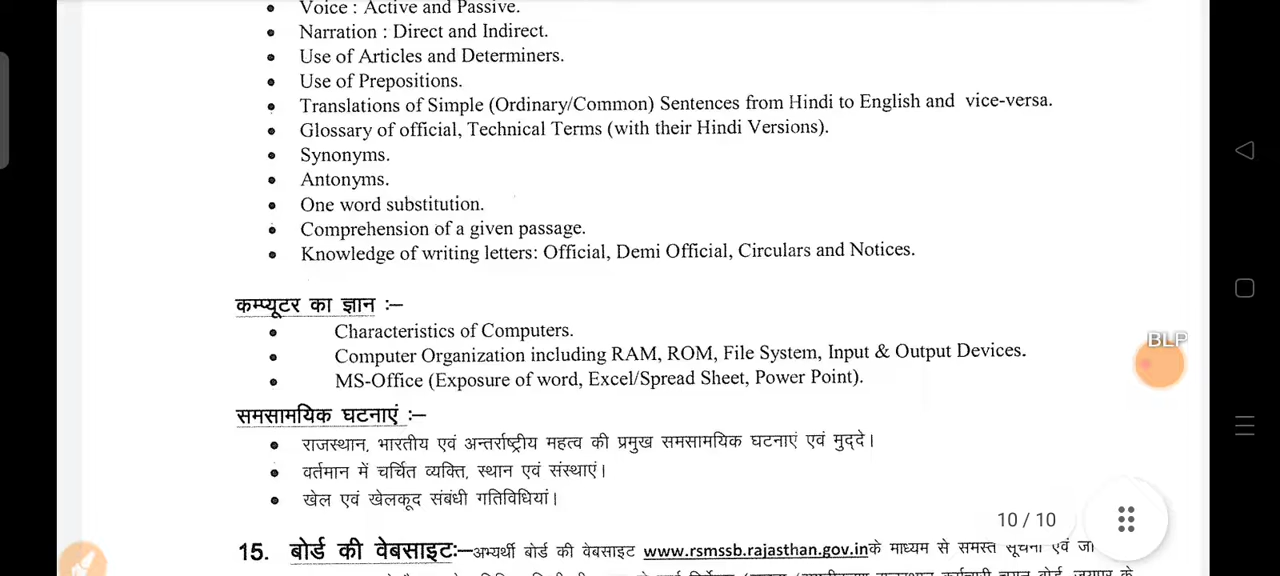 Voice : Active and Passive.
Narration : Direct and Indirect.
Use of Articles and Determiners.
Use of Prepositions.
Translations of Simple (Ordinary/Common) Sentences from Hindi to English and vice-versa.
Glossary of official, Technical Terms (with their Hindi Versions).
Synonyms.
Antonyms.
One word substitution.
Comprehension of a given passage.
Knowledge of writing letters: Official, Demi Official, Circulars and Notices.
कम्प्यूटर का ज्ञान :–
Characteristics of Computers.
BLP
Computer Organization including RAM, ROM, File System, Input & Output Devices.
MS-Office (Exposure of word, Excel/Spread Sheet, Power Point).
समसामयिक घटनाएं :–
राजस्थान, भारतीय एवं अन्तर्राष्ट्रीय महत्व की प्रमुख समसामयिक घटनाएं एवं मुद्दे।
वर्तमान में चर्चित व्यक्ति, स्थान एवं संस्थाएं।
खेल एवं खेलकूद संबंधी गतिविधियां।
10 / 10
15. बोर्ड की वेबसाइट:–अभ्यर्थी बोर्ड की वेबसाइट www.rsmssb.rajasthan.gov.inके माध्यम से समस्त सूचना एवं जा